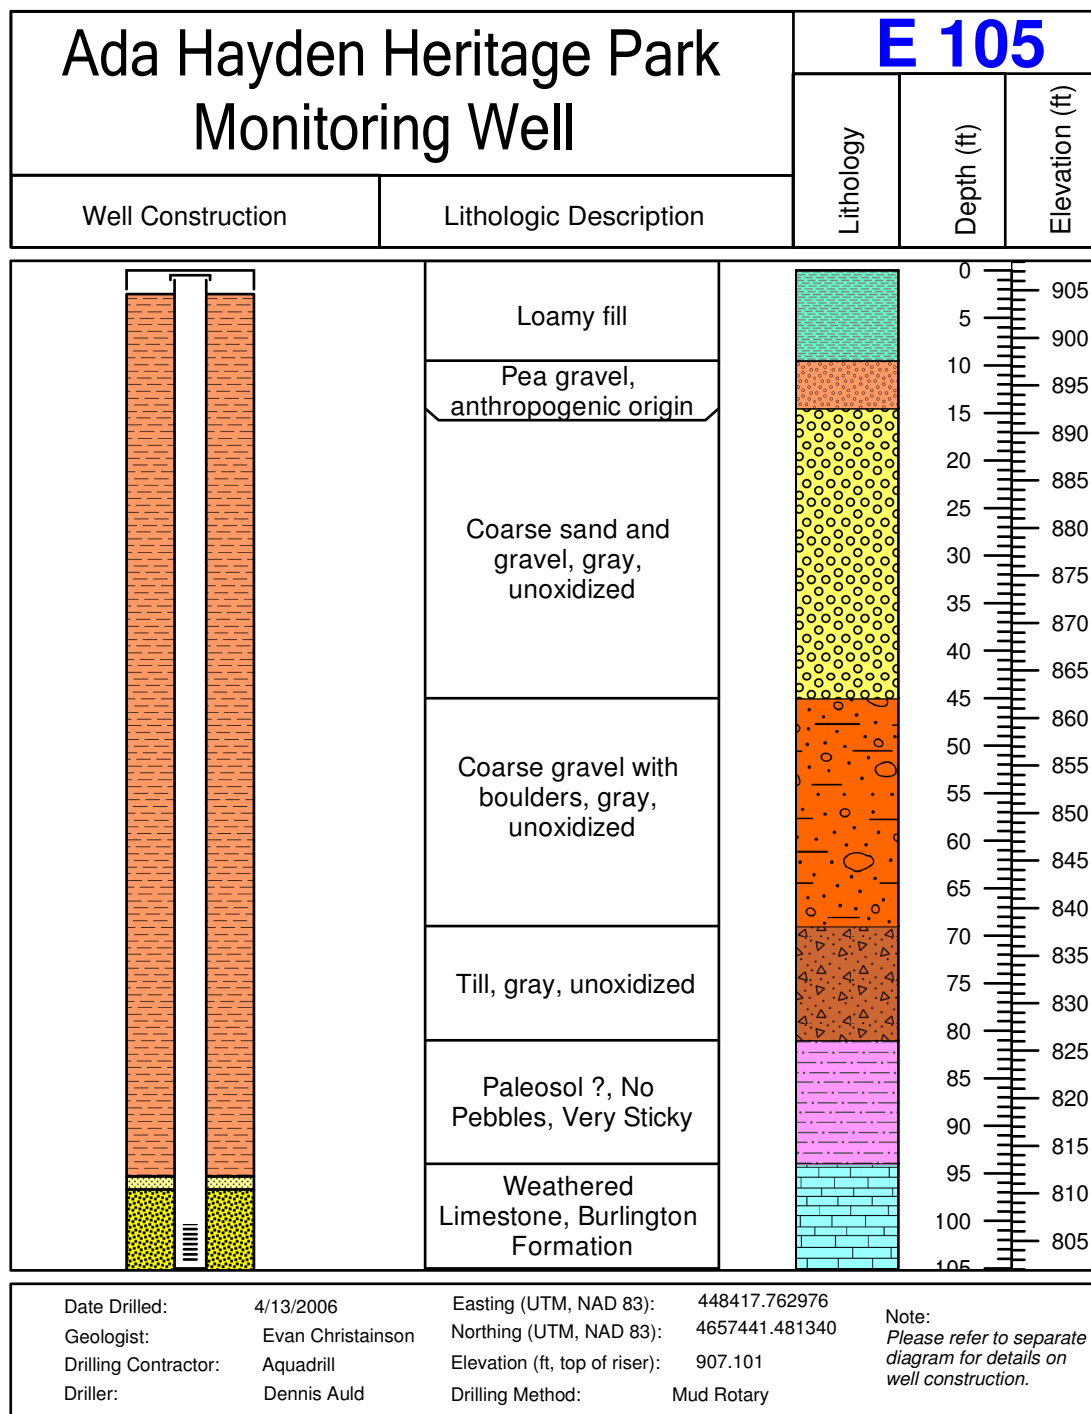 Ada Hayden Heritage Park
Monitoring Well
E 105
Well Construction
Lithologic Description
Lithology
Depth (ft)
Elevation (ft)
Loamy fill
Pea gravel,
anthropogenic origin
Coarse sand and
gravel, gray,
unoxidized
Coarse gravel with
boulders, gray,
unoxidized
Till, gray, unoxidized
Paleosol ?, No
Pebbles, Very Sticky
Weathered
Limestone, Burlington
Formation
0
5
10
15
20
25
30
35
40
45
50
55
60
65
70
75
80
85
90
95
100
105
905
900
895
890
885
880
875
870
865
860
855
850
845
840
835
830
825
820
815
810
805
Date Drilled: 4/13/2006
Geologist: Evan Christainson
Drilling Contractor: Aquadrill
Driller: Dennis Auld
Easting (UTM, NAD 83): 448417.762976
Northing (UTM, NAD 83): 4657441.481340
Elevation (ft, top of riser): 907.101
Drilling Method: Mud Rotary
Note:
Please refer to separate
diagram for details on
well construction.